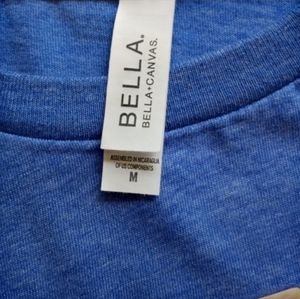 BELLA®
BELLA+CANVAS.
ASSEMBLED IN NICARAGUA
OF US COMPONENTS
M